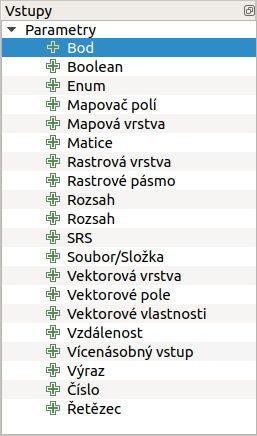 Vstupy
Parametry
Bod
Boolean
Enum
Mapovač polí
Mapová vrstva
Matice
Rastrová vrstva
Rastrové pásmo
Rozsah
Rozsah
SRS
Soubor/Složka
Vektorová vrstva
Vektorové pole
Vektorové vlastnosti
Vzdálenost
Vícenásobný vstup
Výraz
Číslo
Řetězec